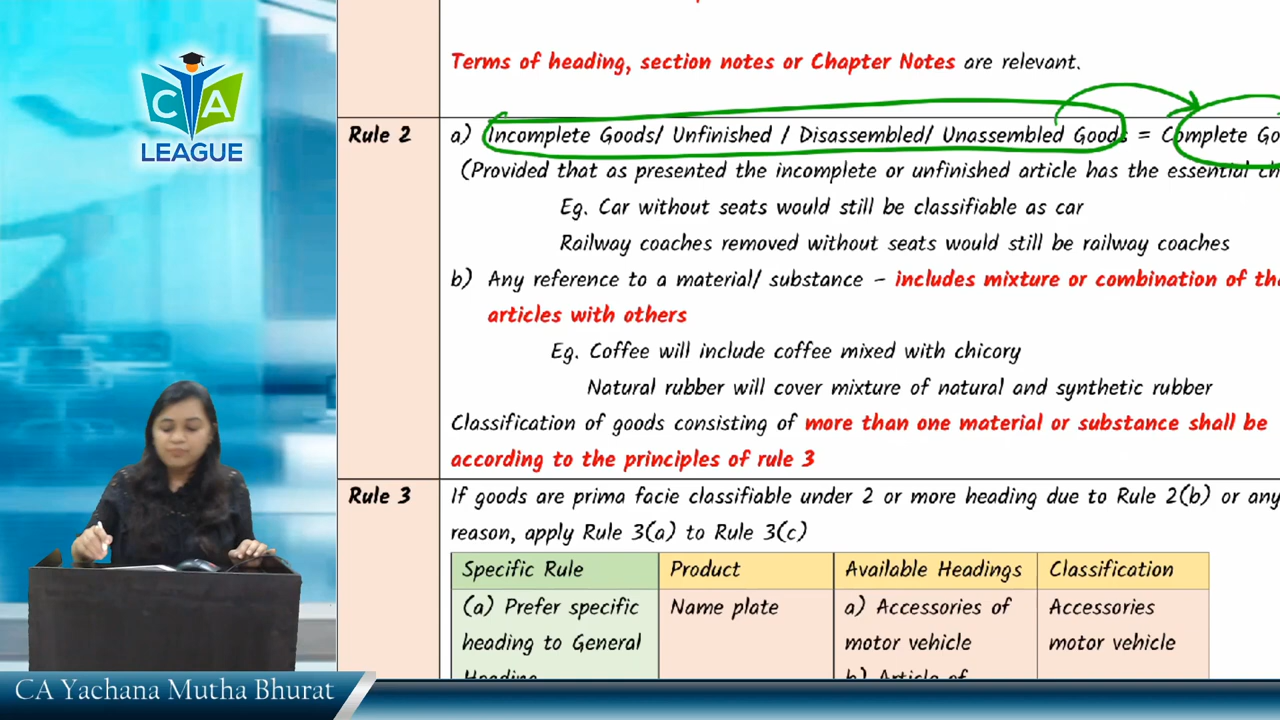 Terms of heading, section notes or Chapter Notes are relevant.
CA
LEAGUE
Rule 2
a) Incomplete Goods/ Unfinished / Disassembled/ Unassembled Goods = Complete
(Provided that as presented the incomplete or unfinished article has the essential
Eg. Car without seats would still be classifiable as car
Railway coaches removed without seats would still be railway coaches
b) Any reference to a material/ substance – includes mixture or combination of
articles with others
Eg. Coffee will include coffee mixed with chicory
Natural rubber will cover mixture of natural and synthetic rubber
Classification of goods consisting of more than one material or substance shall be
according to the principles of rule 3
Rule 3
If goods are prima facie classifiable under 2 or more heading due to Rule 2(b) or any
reason, apply Rule 3(a) to Rule 3(c)
Specific Rule Product Available Headings Classification
(a) Prefer specific Name plate a) Accessories of Accessories
heading to General motor vehicle motor vehicle
Heading b) Article of
CA Yachana Mutha Bhurat